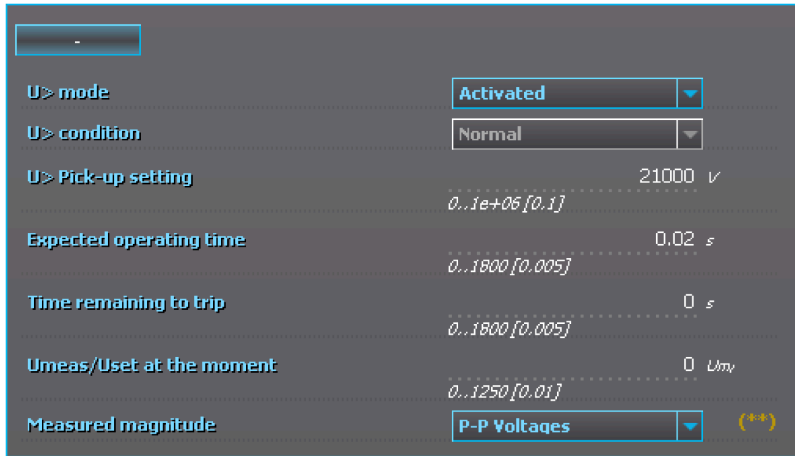 -
U> mode Activated
U> condition Normal
U> Pick-up setting 21000 V
0..1e+06 [0.1]
Expected operating time 0.02 s
0..1800 [0.005]
Time remaining to trip 0 s
0..1800 [0.005]
Umeas/Uset at the moment 0 Um/
0..1250 [0.01]
Measured magnitude P-P Voltages (**)